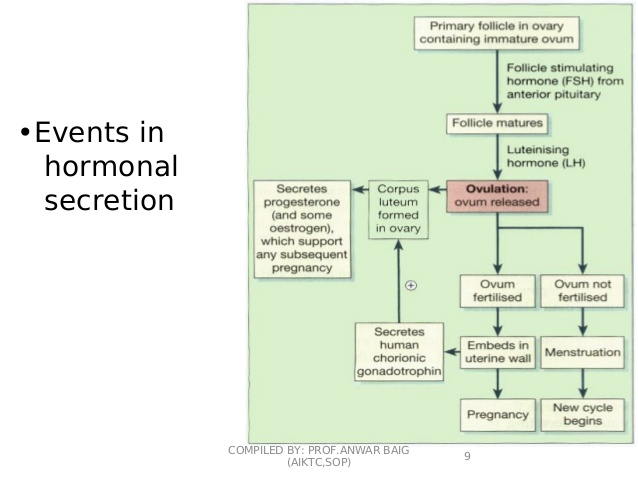 •Events in
hormonal
secretion
Primary follicle in ovary
containing immature ovum
Follicle stimulating
hormone (FSH) from
anterior pituitary
Follicle matures
Luteinising
hormone (LH)
Ovulation:
ovum released
Corpus
luteum
formed
in ovary
Secretes
progesterone
(and some
oestrogen),
which support
any subsequent
pregnancy
Ovum
fertilised
Ovum not
fertilised
+
Secretes
human
chorionic
gonadotrophin
Embeds in
uterine wall
Menstruation
Pregnancy
New cycle
begins
COMPILED BY: PROF.ANWAR BAIG
(AIKTC,SOP)
9